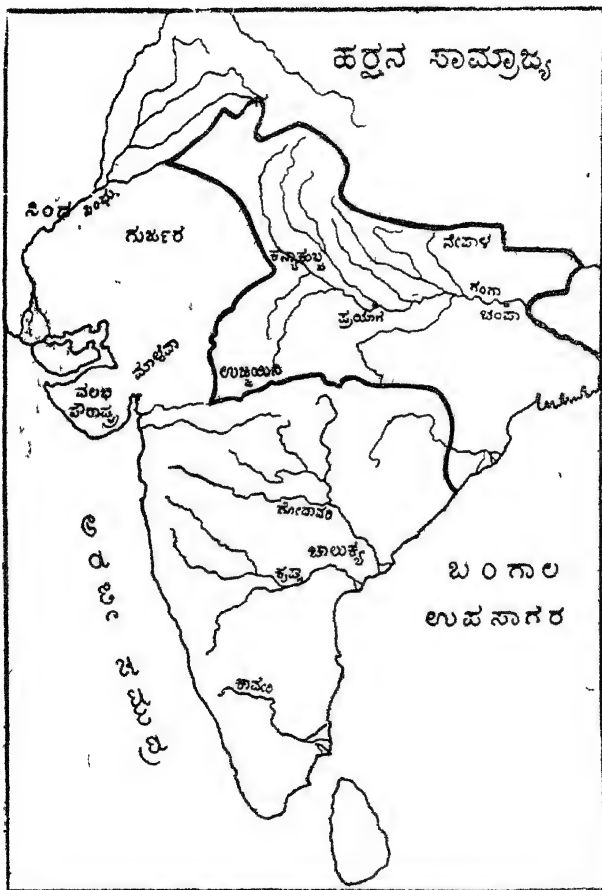 ಹರ್ಷನ ಸಾಮ್ರಾಜ್ಯ
ಸಿಂಧ
ಸಿಂಧು
ಗುರ್ಜರ
ನೇಪಾಳ
ಕನ್ಯಾಕುಬ್ಜ
ಗಂಗಾ
ಪ್ರಯಾಗ
ಚಂಪಾ
ಮಾಳವಾ
ಉಜ್ಜಯಿನಿ
ವಲಭಿ
ಸೌರಾಷ್ಟ್ರ
ಗೋದಾವರಿ
ಚಾಲುಕ್ಯ
ಕೃಷ್ಣ
ಬಂಗಾಲ
ಉಪಸಾಗರ
ಅರಬೀ ಸಮುದ್ರ
ಕಾವೇರಿ